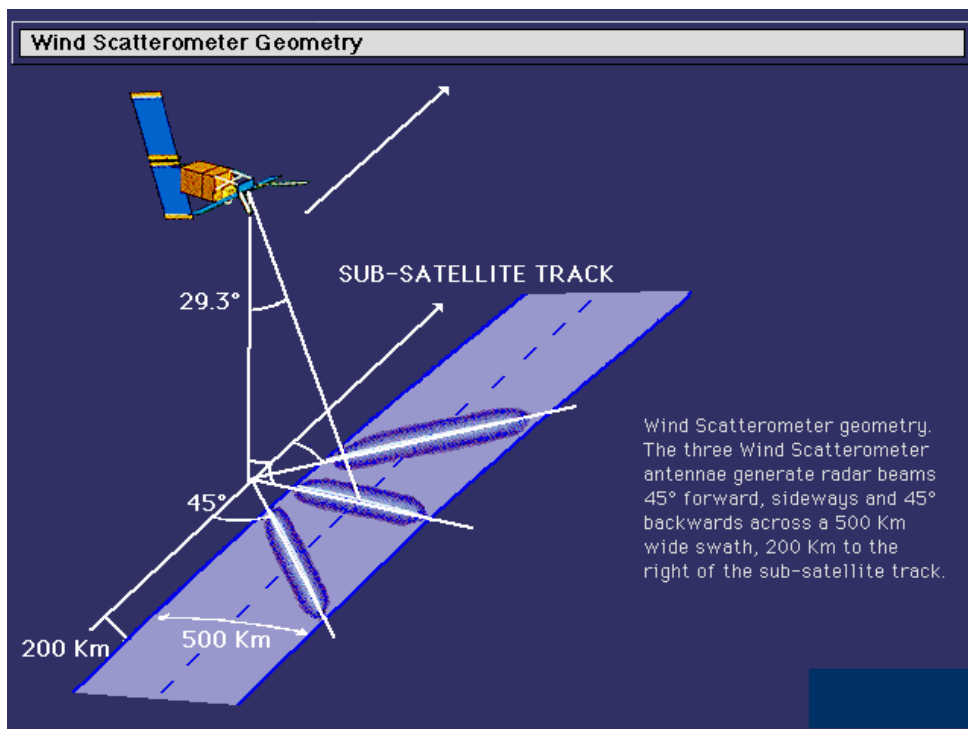 Wind Scatterometer Geometry
SUB-SATELLITE TRACK
29.3°
Wind Scatterometer geometry.
The three Wind Scatterometer
antennae generate radar beams
45° forward, sideways and 45°
backwards across a 500 Km
wide swath, 200 Km to the
right of the sub-satellite track.
45°
200 Km
500 Km